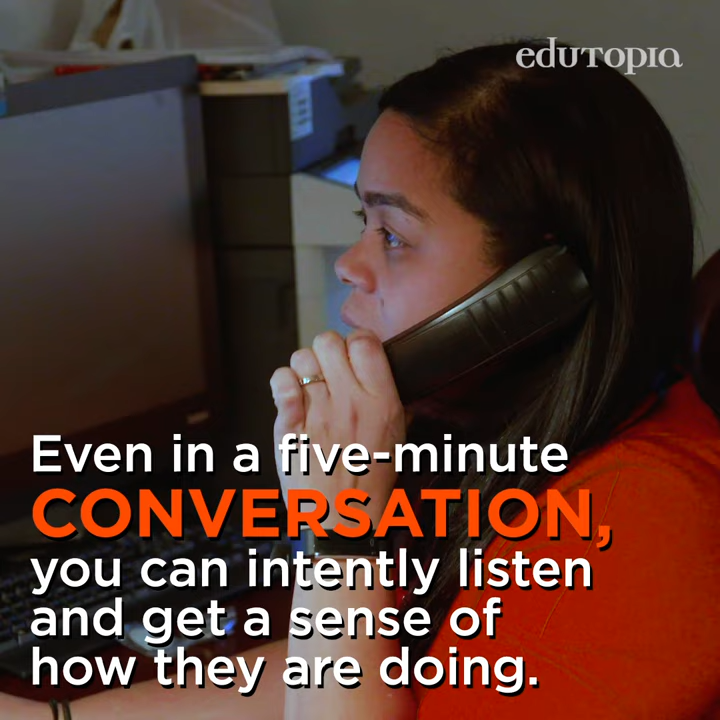 edutopia
Even in a five-minute
CONVERSATION,
you can intently listen
and get a sense of
how they are doing.